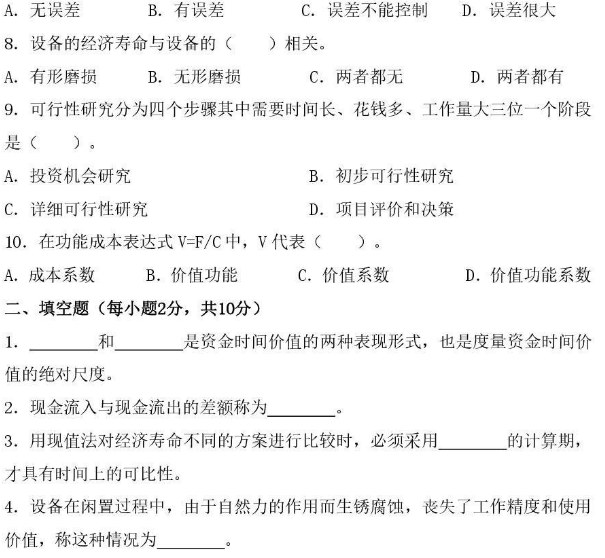 A. 无误差 B. 有误差 C. 误差不能控制 D. 误差很大
8. 设备的经济寿命与设备的（ ）相关。
A. 有形磨损 B. 无形磨损 C. 两者都无 D. 两者都有
9. 可行性研究分为四个步骤其中需要时间长、花钱多、工作量大三位一个阶段
是（ ）。
A. 投资机会研究 B. 初步可行性研究
C. 详细可行性研究 D. 项目评价和决策
10. 在功能成本表达式 V=F/C 中，V 代表（ ）。
A. 成本系数 B. 价值功能 C. 价值系数 D. 价值功能系数
二、填空题（每小题2分，共10分）
1. ________和________是资金时间价值的两种表现形式，也是度量资金时间价
值的绝对尺度。
2. 现金流入与现金流出的差额称为________。
3. 用现值法对经济寿命不同的方案进行比较时，必须采用________的计算期，
才具有时间上的可比性。
4. 设备在闲置过程中，由于自然力的作用而生锈腐蚀，丧失了工作精度和使用
价值，称这种情况为________。